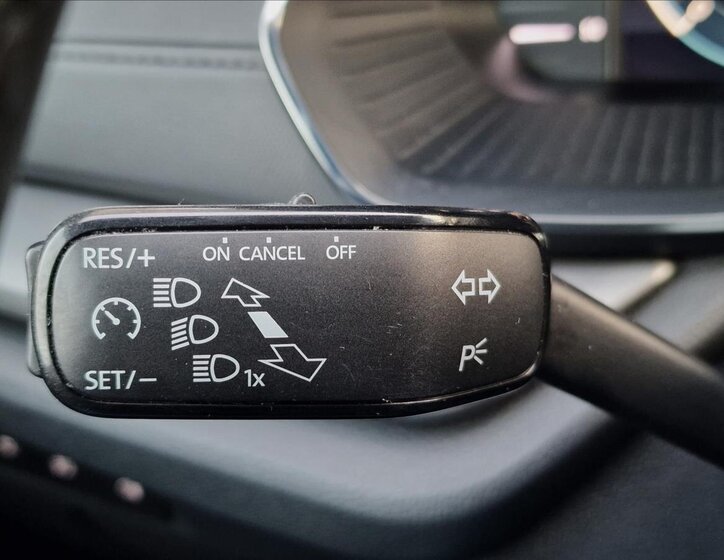 RES/+ ON CANCEL OFF
SET/− 1x
P